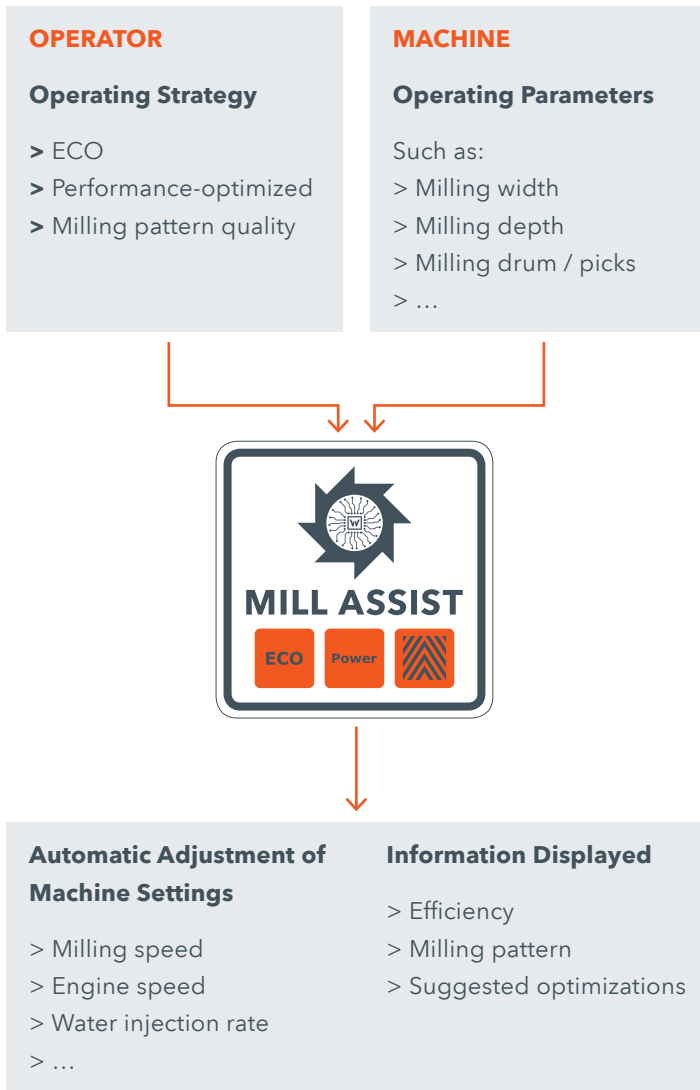 OPERATOR
Operating Strategy
> ECO
> Performance-optimized
> Milling pattern quality
MACHINE
Operating Parameters
Such as:
> Milling width
> Milling depth
> Milling drum / picks
> …
W
MILL ASSIST
ECO
Power
Automatic Adjustment of
Machine Settings
> Milling speed
> Engine speed
> Water injection rate
> …
Information Displayed
> Efficiency
> Milling pattern
> Suggested optimizations